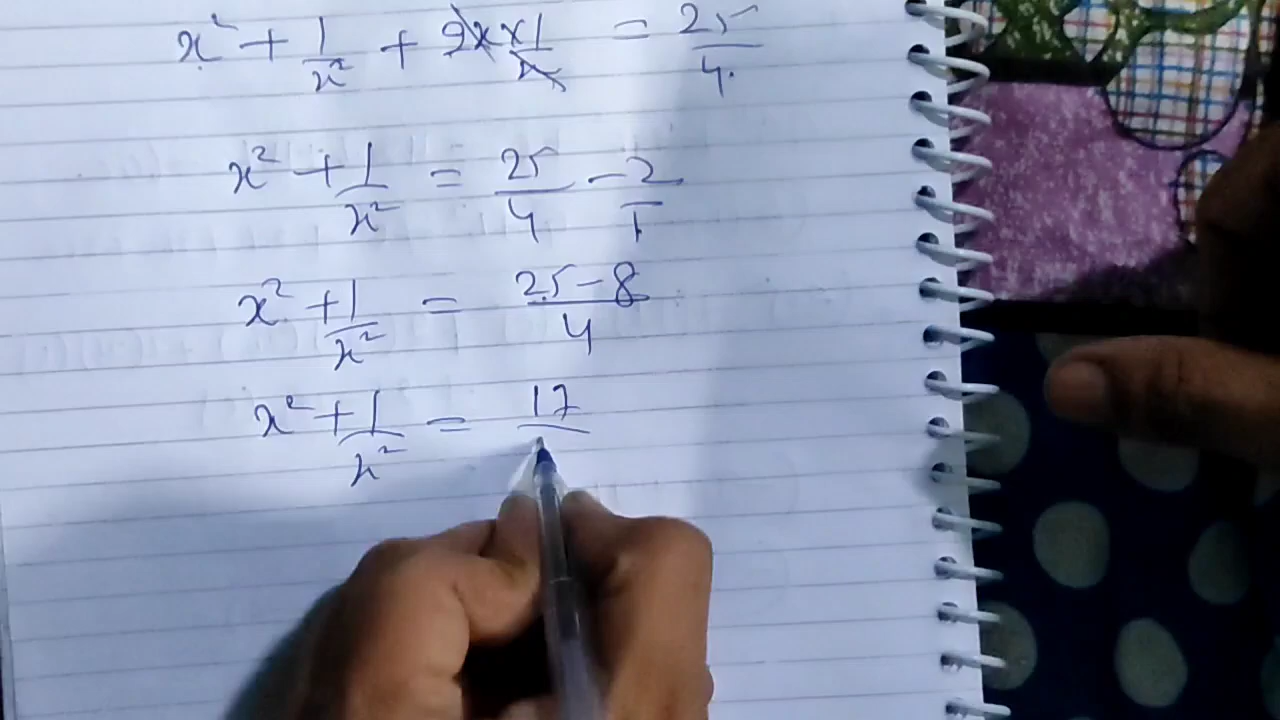 x² + 1/x² + 2x × 1/x = 25/4
x² + 1/x² = 25/4 - 2/1
x² + 1/x² = 25-8/4
x² + 1/x² = 17